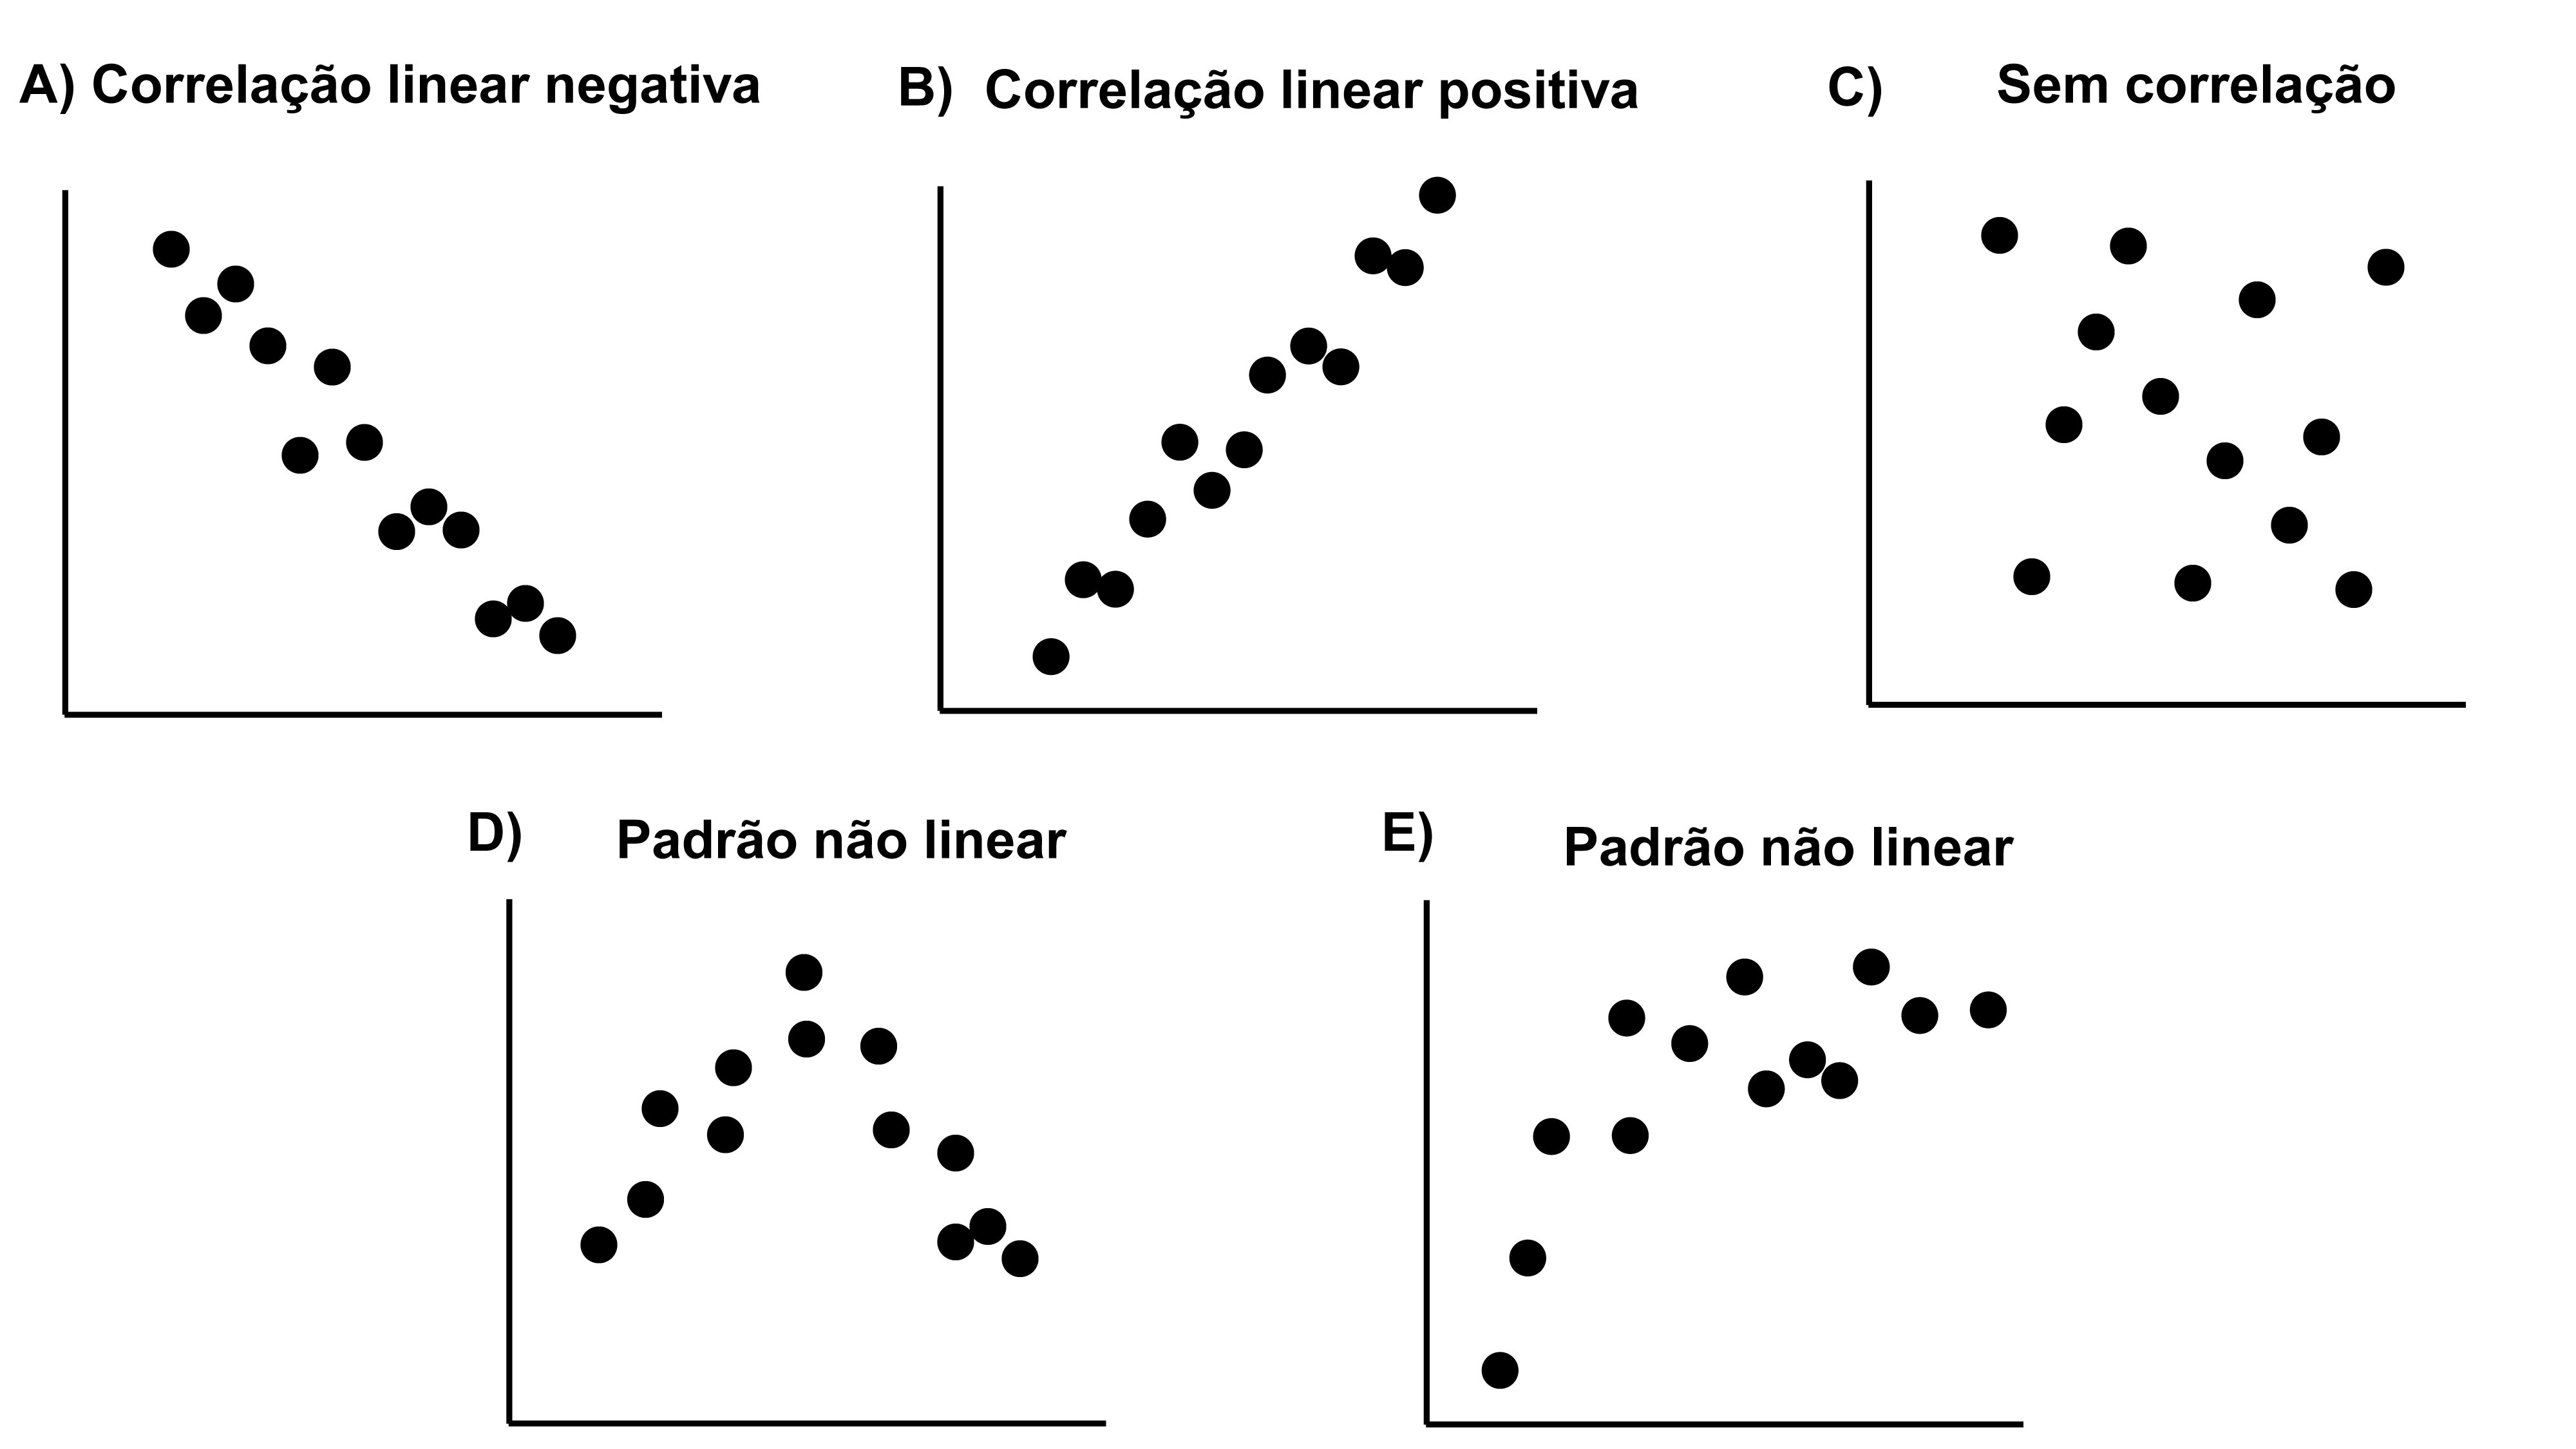 A) Correlação linear negativa
B) Correlação linear positiva
C) Sem correlação
D) Padrão não linear
E) Padrão não linear